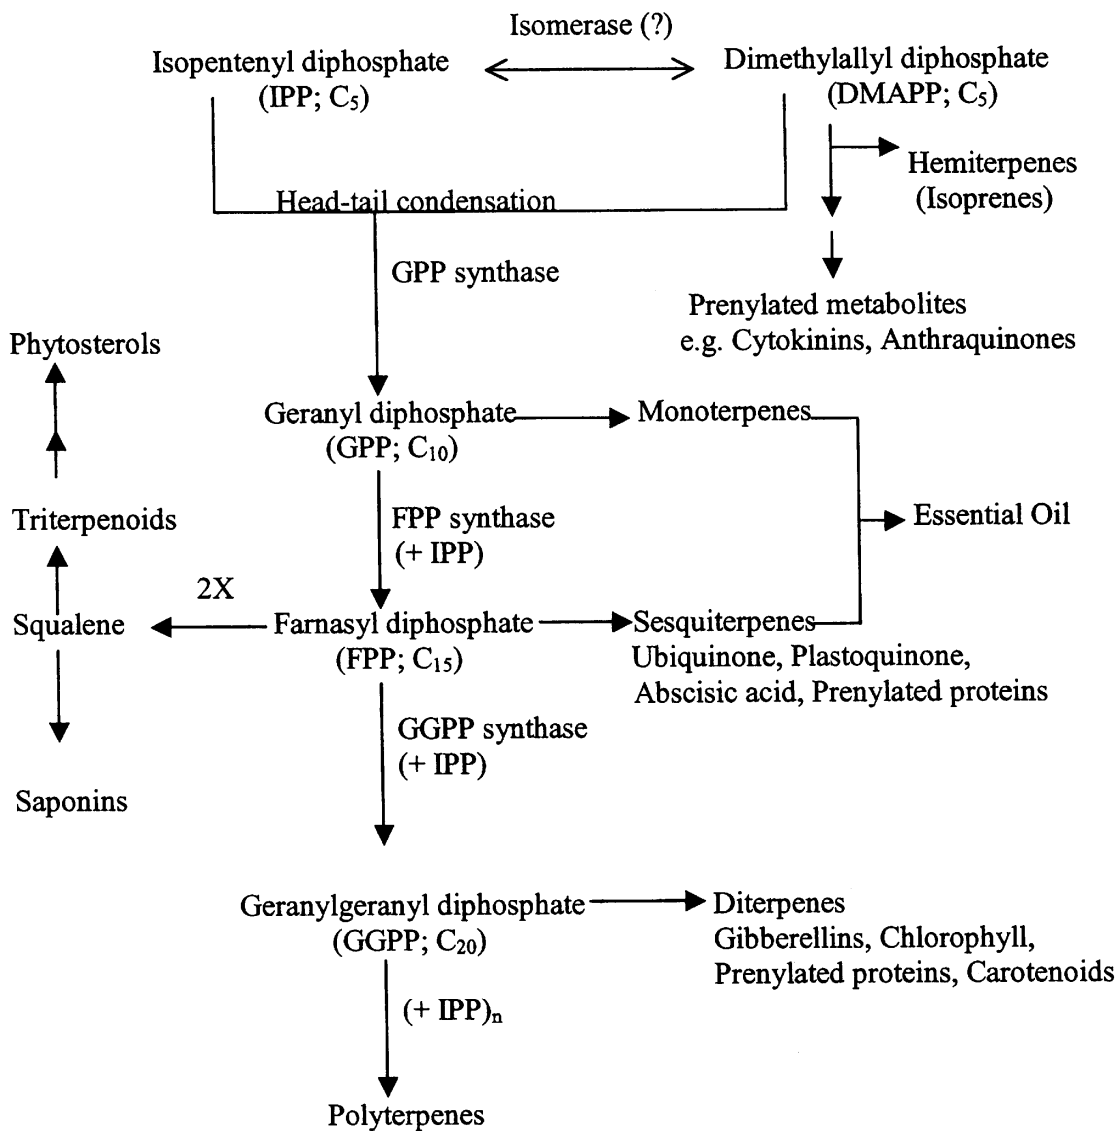 Isomerase (?)
Isopentenyl diphosphate
(IPP; C₅)
Dimethylallyl diphosphate
(DMAPP; C₅)
Hemiterpenes
(Isoprenes)
Head-tail condensation
GPP synthase
Prenylated metabolites
e.g. Cytokinins, Anthraquinones
Phytosterols
Geranyl diphosphate
(GPP; C₁₀)
Monoterpenes
Triterpenoids
FPP synthase
(+ IPP)
Essential Oil
2X
Squalene
Farnasyl diphosphate
(FPP; C₁₅)
Sesquiterpenes
Ubiquinone, Plastoquinone,
Abscisic acid, Prenylated proteins
GGPP synthase
(+ IPP)
Saponins
Geranylgeranyl diphosphate
(GGPP; C₂₀)
Diterpenes
Gibberellins, Chlorophyll,
Prenylated proteins, Carotenoids
(+ IPP)ₙ
Polyterpenes